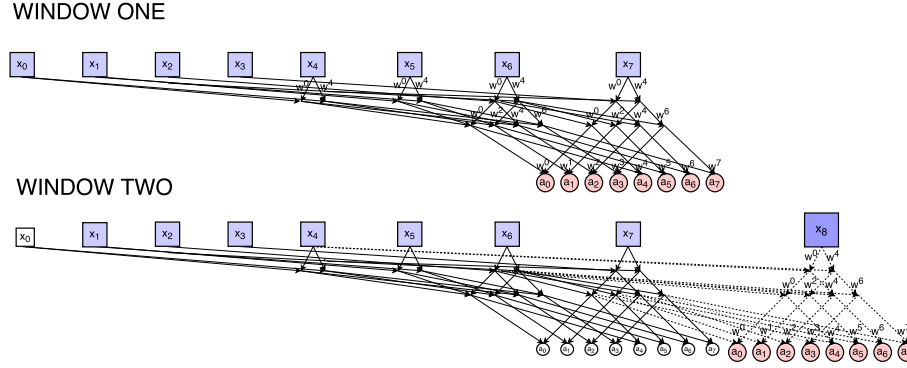 WINDOW ONE
x0 x1 x2 x3 x4 x5 x6 x7
w0 w4 w0 w4 w0 w4 w0 w4
w0 w2 w4 w6 w0 w2 w4 w6
w0 w1 w2 w3 w4 w5 w6 w7
a0 a1 a2 a3 a4 a5 a6 a7
WINDOW TWO
x0 x1 x2 x3 x4 x5 x6 x7 x8
w0 w4
w0 w2 w4 w6
w0 w1 w2 w3 w4 w5 w6
a0 a1 a2 a3 a4 a5 a6 a7 a0 a1 a2 a3 a4 a5 a6